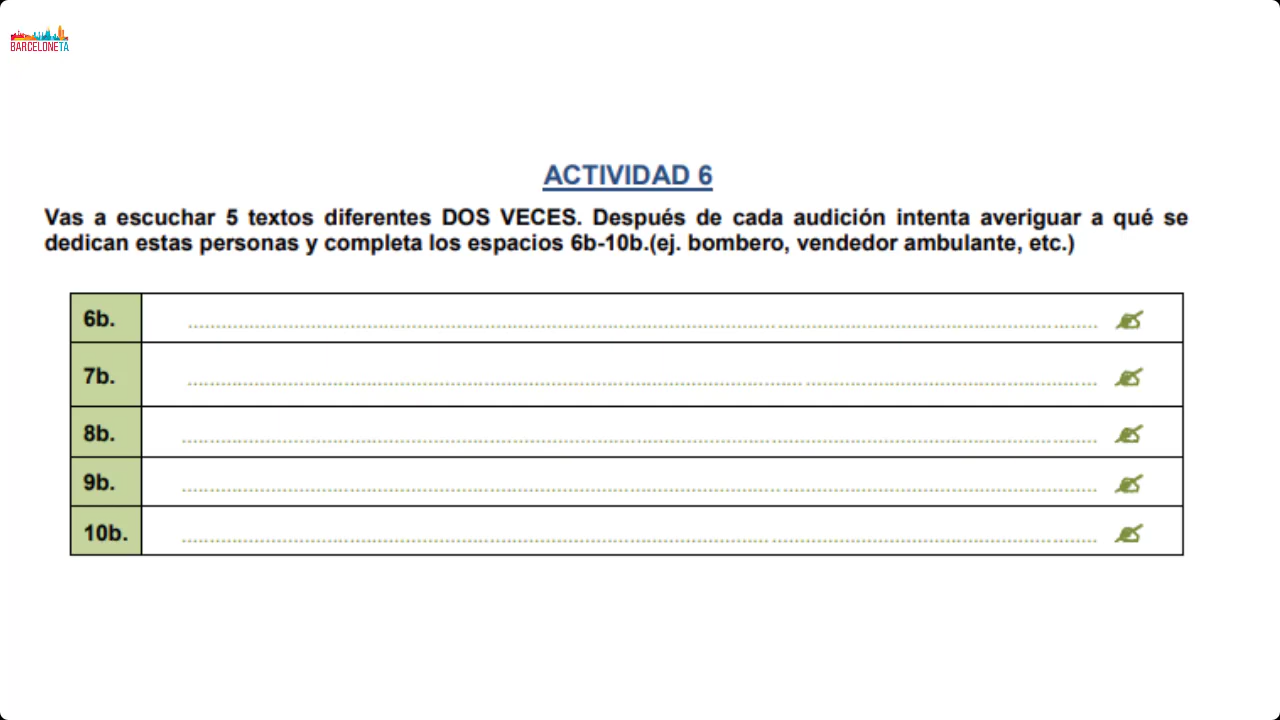 BARCELONETA
ACTIVIDAD 6
Vas a escuchar 5 textos diferentes DOS VECES. Después de cada audición intenta averiguar a qué se
dedican estas personas y completa los espacios 6b-10b.(ej. bombero, vendedor ambulante, etc.)
6b.
7b.
8b.
9b.
10b.